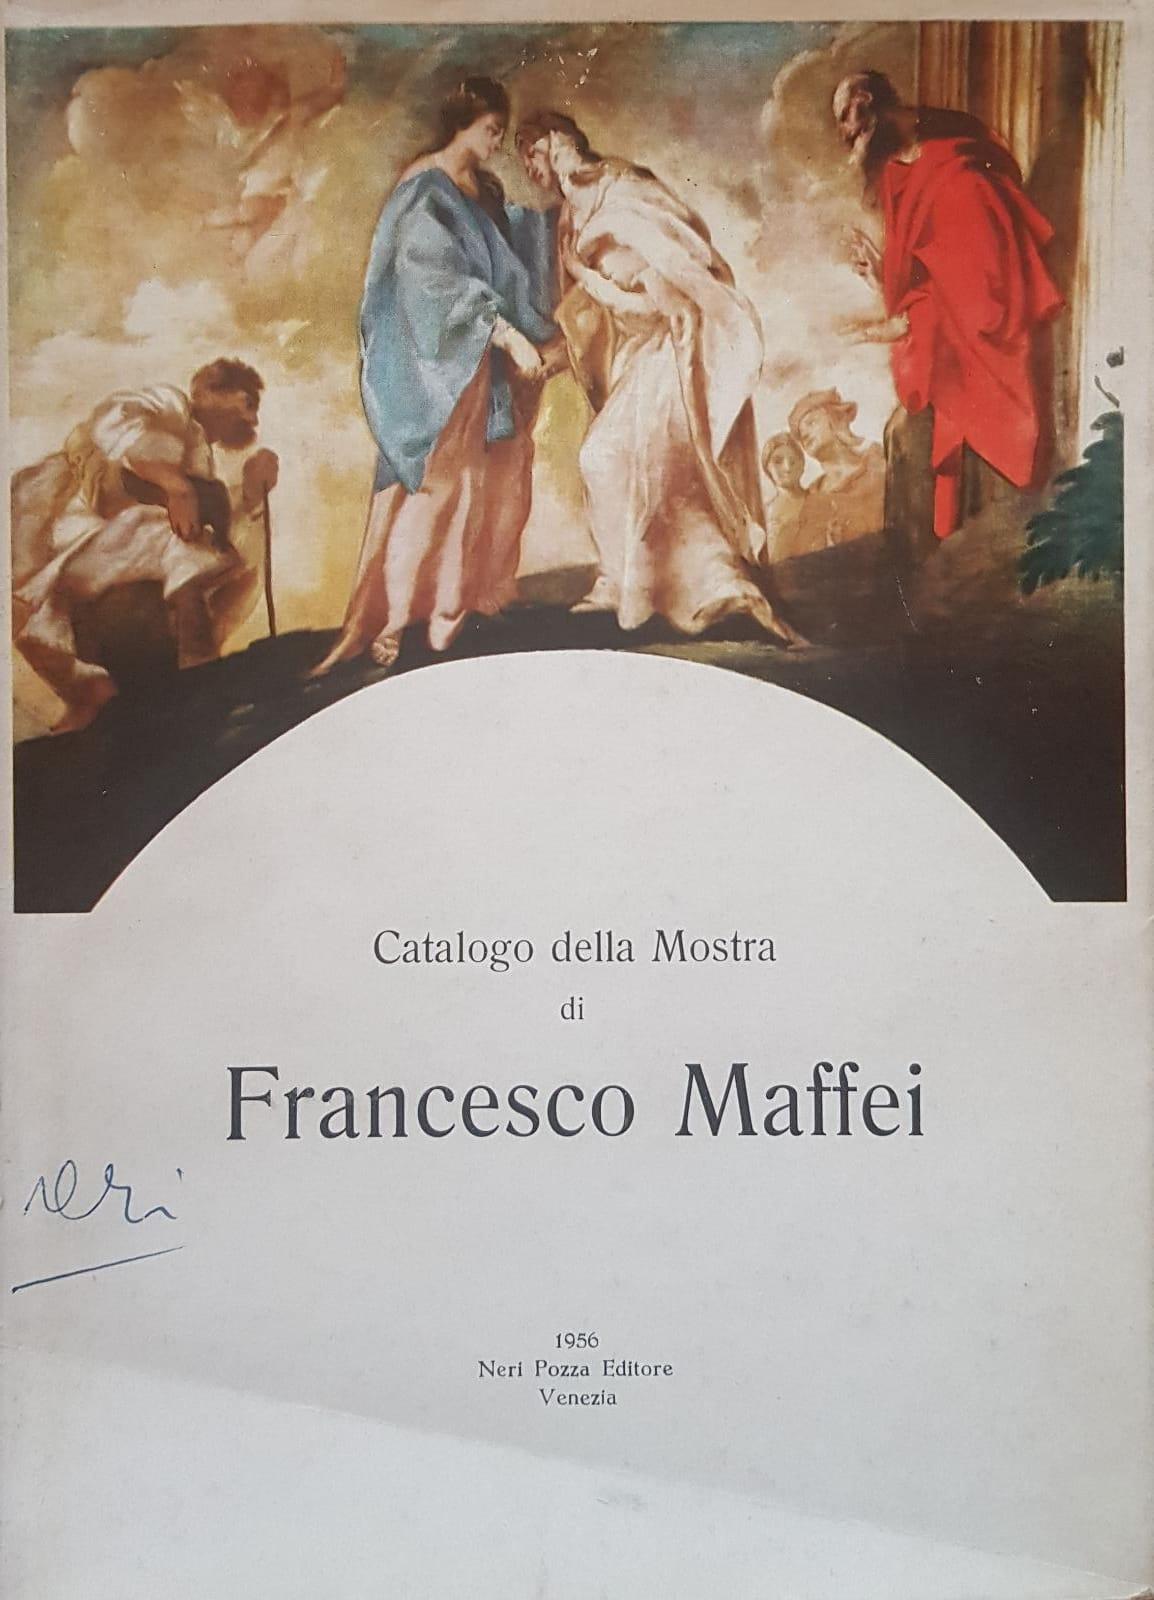 Catalogo della Mostra
di
Francesco Maffei
1956
Neri Pozza Editore
Venezia